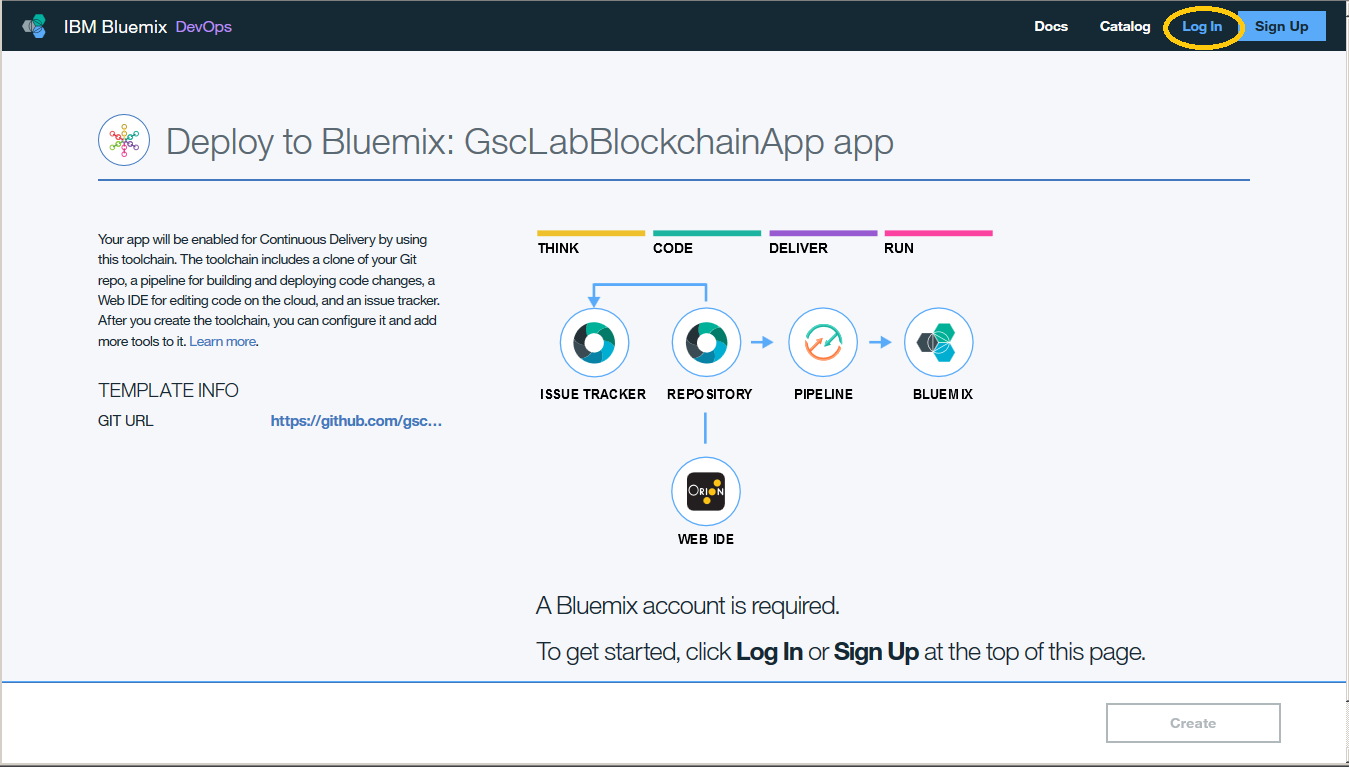 IBM Bluemix DevOps
Docs Catalog Log In Sign Up
Deploy to Bluemix: GscLabBlockchainApp app
Your app will be enabled for Continuous Delivery by using
this toolchain. The toolchain includes a clone of your Git
repo, a pipeline for building and deploying code changes, a
Web IDE for editing code on the cloud, and an issue tracker.
After you create the toolchain, you can configure it and add
more tools to it. Learn more.
TEMPLATE INFO
GIT URL https://github.com/gsc...
THINK CODE DELIVER RUN
ISSUE TRACKER REPOSITORY PIPELINE BLUEMIX
ORION
WEB IDE
A Bluemix account is required.
To get started, click Log In or Sign Up at the top of this page.
Create